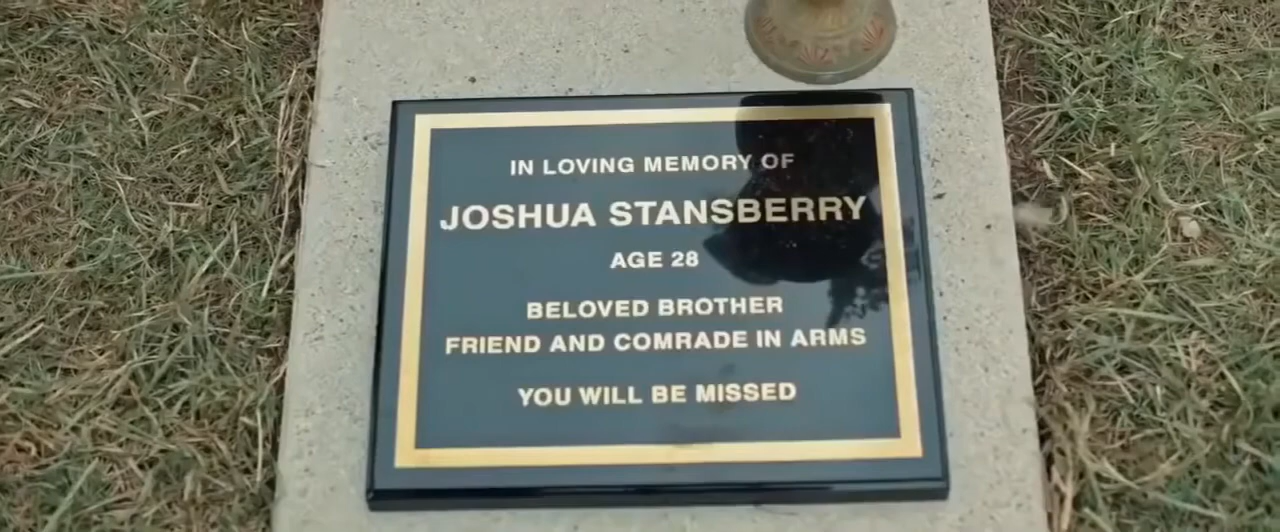 IN LOVING MEMORY OF
JOSHUA STANSBERRY
AGE 28
BELOVED BROTHER
FRIEND AND COMRADE IN ARMS
YOU WILL BE MISSED